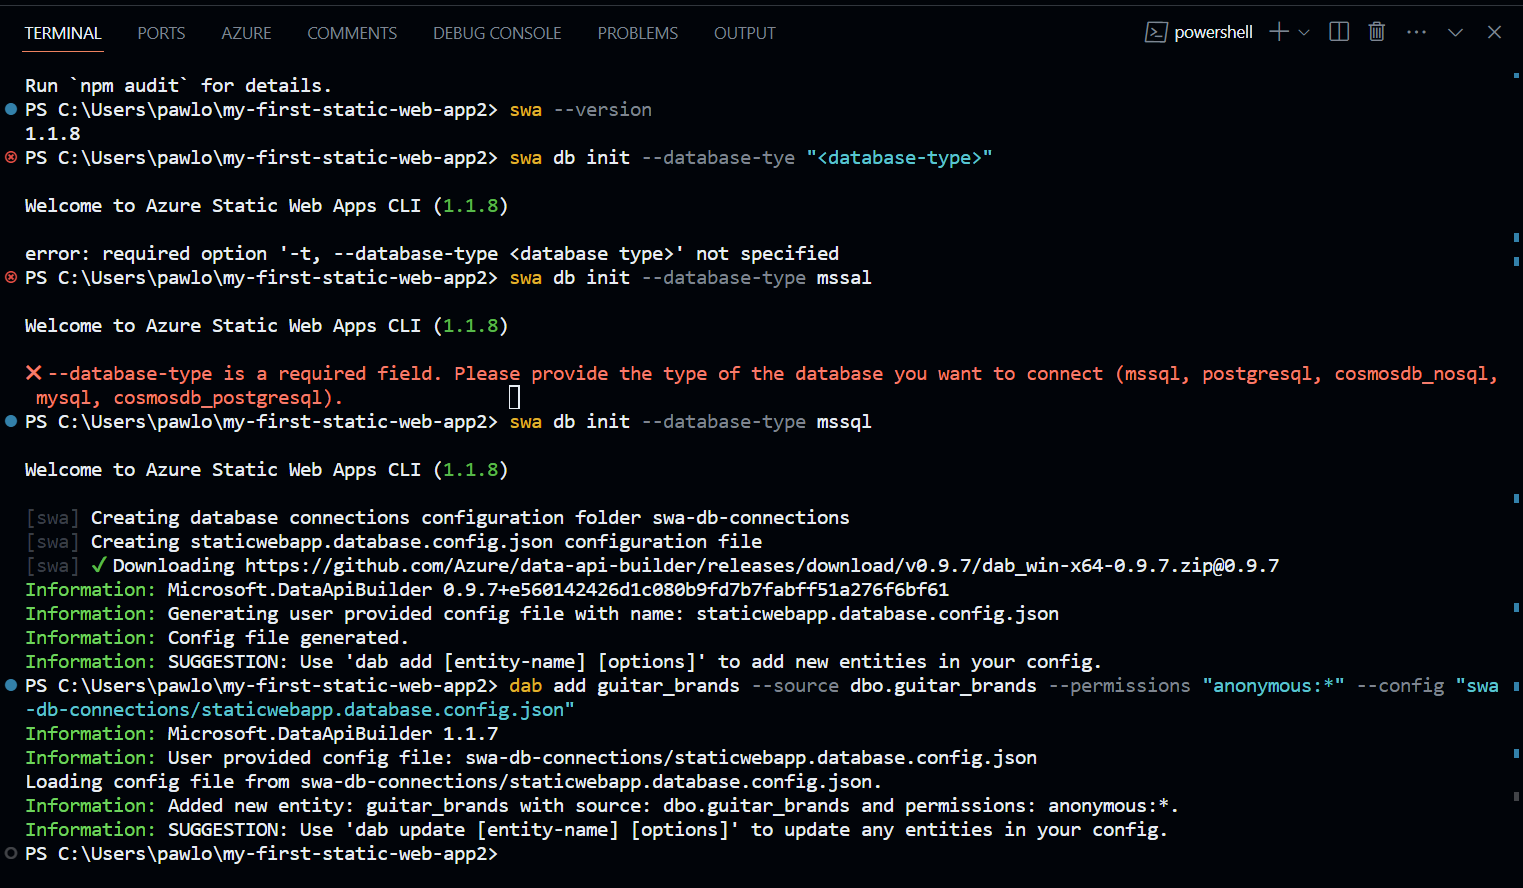 TERMINAL PORTS AZURE COMMENTS DEBUG CONSOLE PROBLEMS OUTPUT powershell
Run `npm audit` for details.
PS C:\Users\pawlo\my-first-static-web-app2> swa --version
1.1.8
PS C:\Users\pawlo\my-first-static-web-app2> swa db init --database-tye "<database-type>"
Welcome to Azure Static Web Apps CLI (1.1.8)
error: required option '-t, --database-type <database type>' not specified
PS C:\Users\pawlo\my-first-static-web-app2> swa db init --database-type mssal
Welcome to Azure Static Web Apps CLI (1.1.8)
--database-type is a required field. Please provide the type of the database you want to connect (mssql, postgresql, cosmosdb_nosql,
mysql, cosmosdb_postgresql).
PS C:\Users\pawlo\my-first-static-web-app2> swa db init --database-type mssql
Welcome to Azure Static Web Apps CLI (1.1.8)
[swa] Creating database connections configuration folder swa-db-connections
[swa] Creating staticwebapp.database.config.json configuration file
[swa] ✓ Downloading https://github.com/Azure/data-api-builder/releases/download/v0.9.7/dab_win-x64-0.9.7.zip@0.9.7
Information: Microsoft.DataApiBuilder 0.9.7+e560142426d1c080b9fd7b7fabff51a276f6bf61
Information: Generating user provided config file with name: staticwebapp.database.config.json
Information: Config file generated.
Information: SUGGESTION: Use 'dab add [entity-name] [options]' to add new entities in your config.
PS C:\Users\pawlo\my-first-static-web-app2> dab add guitar_brands --source dbo.guitar_brands --permissions "anonymous:*" --config "swa
-db-connections/staticwebapp.database.config.json"
Information: Microsoft.DataApiBuilder 1.1.7
Information: User provided config file: swa-db-connections/staticwebapp.database.config.json
Loading config file from swa-db-connections/staticwebapp.database.config.json.
Information: Added new entity: guitar_brands with source: dbo.guitar_brands and permissions: anonymous:*.
Information: SUGGESTION: Use 'dab update [entity-name] [options]' to update any entities in your config.
PS C:\Users\pawlo\my-first-static-web-app2>